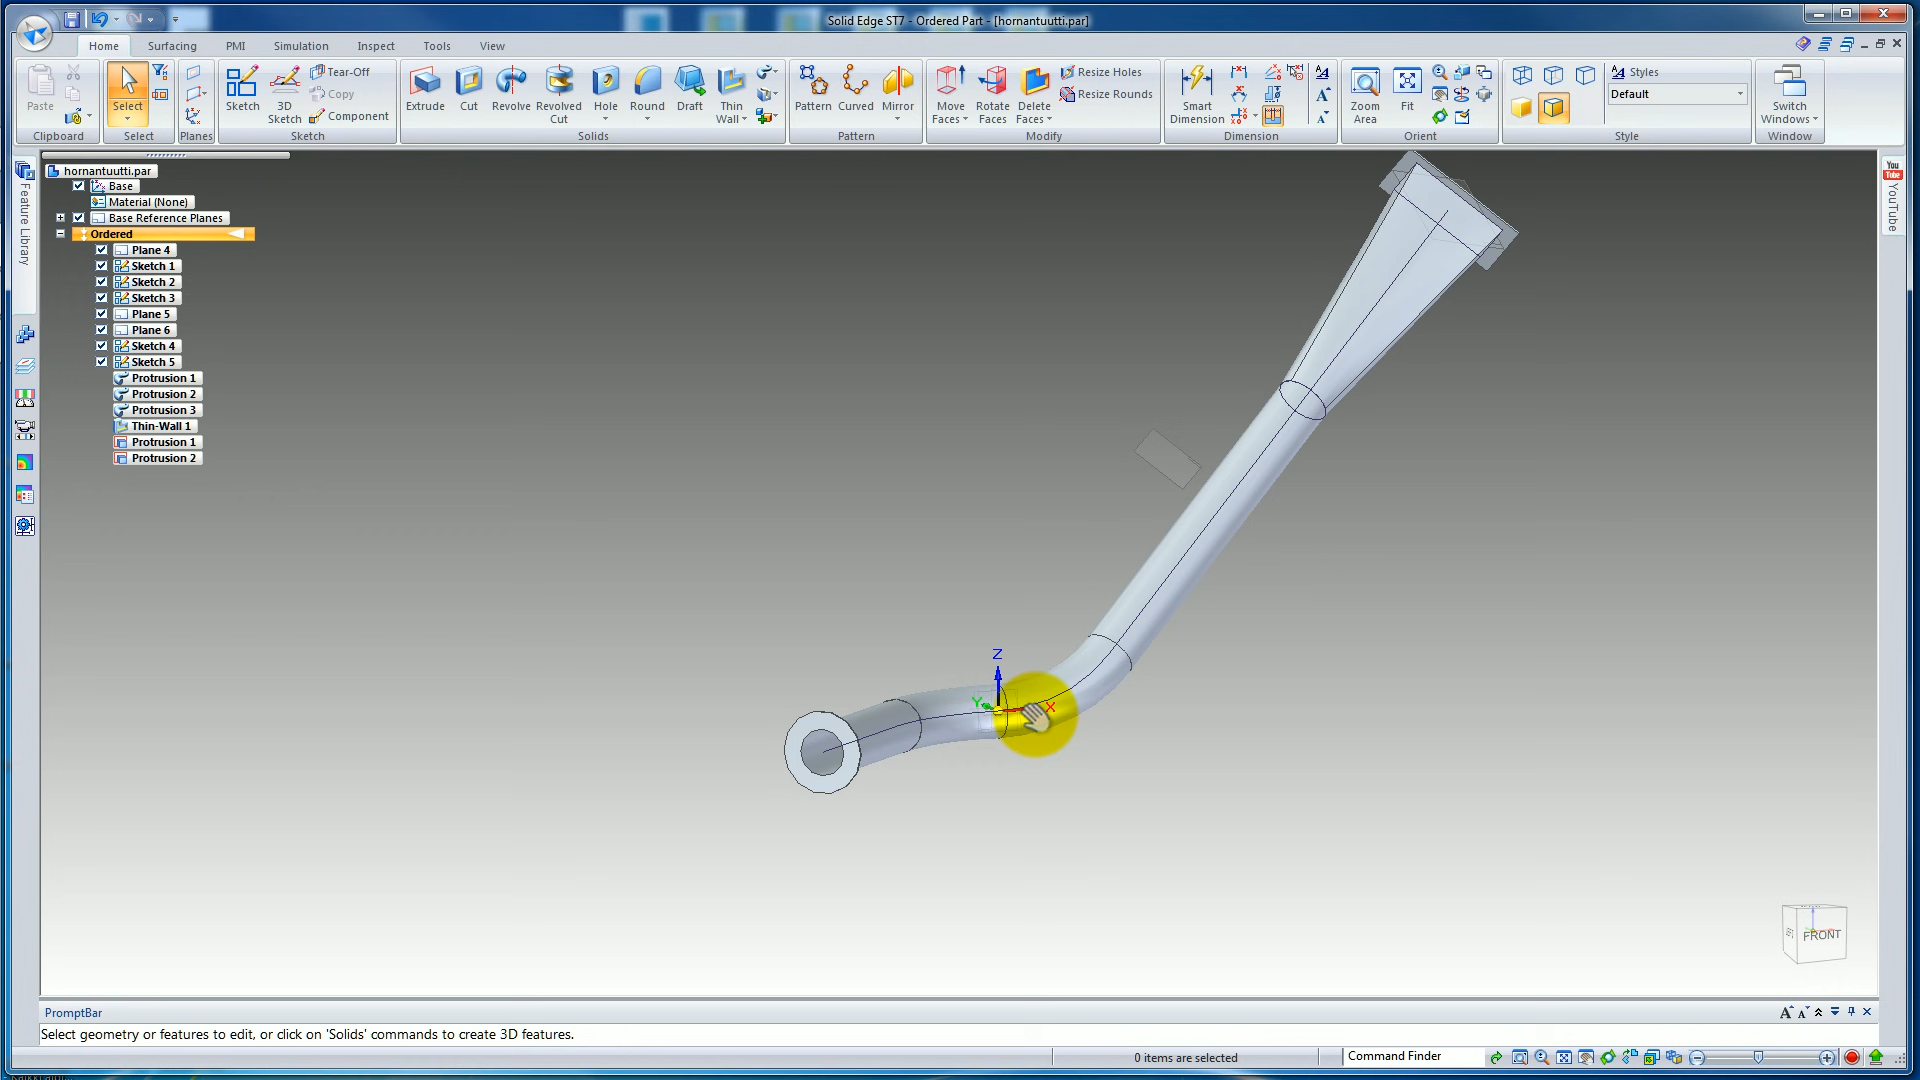 Solid Edge ST7 - Ordered Part - [hornantuutti.par]
Home Surfacing PMI Simulation Inspect Tools View
Paste
Clipboard
Select
Select
Planes
Sketch
3D Sketch
Tear-Off
Copy
Component
Sketch
Extrude
Cut
Revolve
Revolved Cut
Hole
Round
Draft
Thin Wall
Solids
Pattern
Curved
Mirror
Pattern
Move Faces
Rotate Faces
Delete Faces
Resize Holes
Resize Rounds
Modify
Smart Dimension
Dimension
Zoom Area
Fit
Orient
Styles
Default
Style
Switch Windows
Window
Feature Library
You Tube
YouTube
hornantuutti.par
Base
Material (None)
Base Reference Planes
Ordered
Plane 4
Sketch 1
Sketch 2
Sketch 3
Plane 5
Plane 6
Sketch 4
Sketch 5
Protrusion 1
Protrusion 2
Protrusion 3
Thin-Wall 1
Protrusion 1
Protrusion 2
Z
Y
X
FRONT
PromptBar
Select geometry or features to edit, or click on 'Solids' commands to create 3D features.
0 items are selected
Command Finder